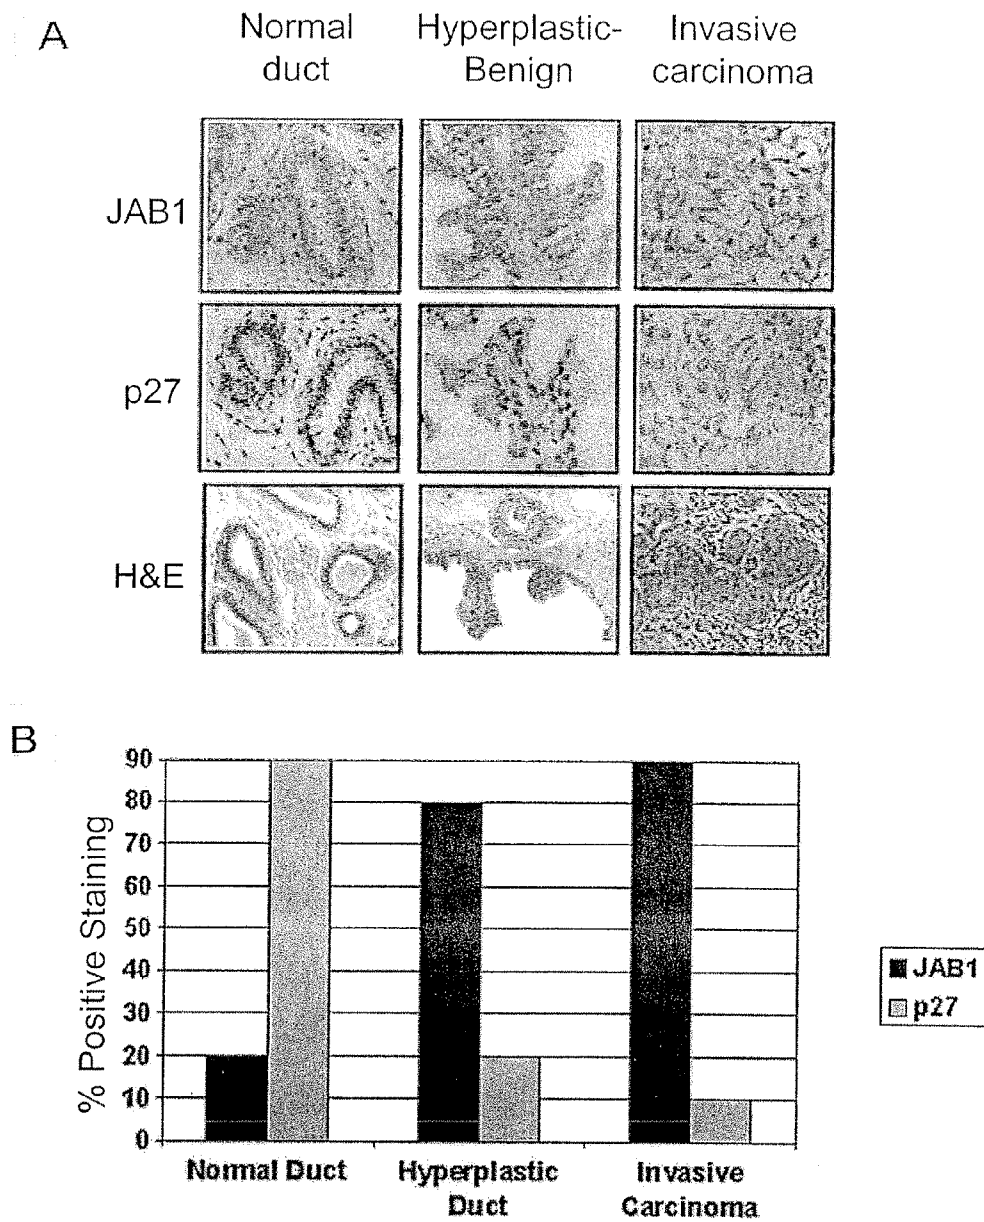 A
Normal
duct
Hyperplastic-
Benign
Invasive
carcinoma
JAB1
p27
H&E
B
% Positive Staining
90
80
70
60
50
40
30
20
10
0
Normal Duct
Hyperplastic
Duct
Invasive
Carcinoma
JAB1
p27